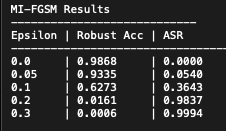 MI-FGSM Results
----------------------------
Epsilon | Robust Acc | ASR
--------------------------------
0.0 | 0.9868 | 0.0000
0.05 | 0.9335 | 0.0540
0.1 | 0.6273 | 0.3643
0.2 | 0.0161 | 0.9837
0.3 | 0.0006 | 0.9994